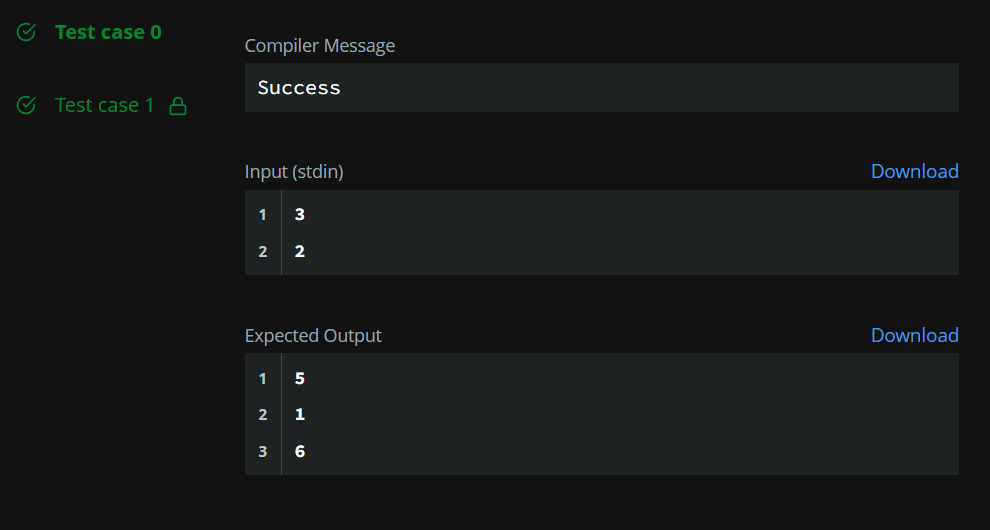 Test case 0
Test case 1
Compiler Message
Success
Input (stdin) Download
1 3
2 2
Expected Output Download
1 5
2 1
3 6